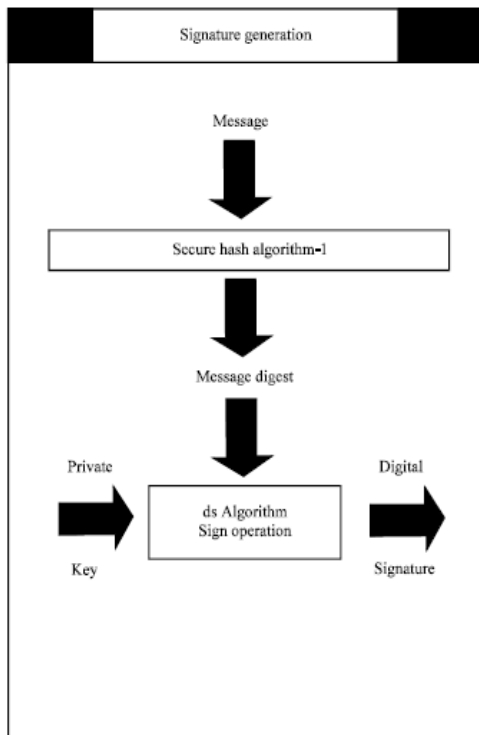 Signature generation
Message
Secure hash algorithm-1
Message digest
Private
Key
ds Algorithm
Sign operation
Digital
Signature